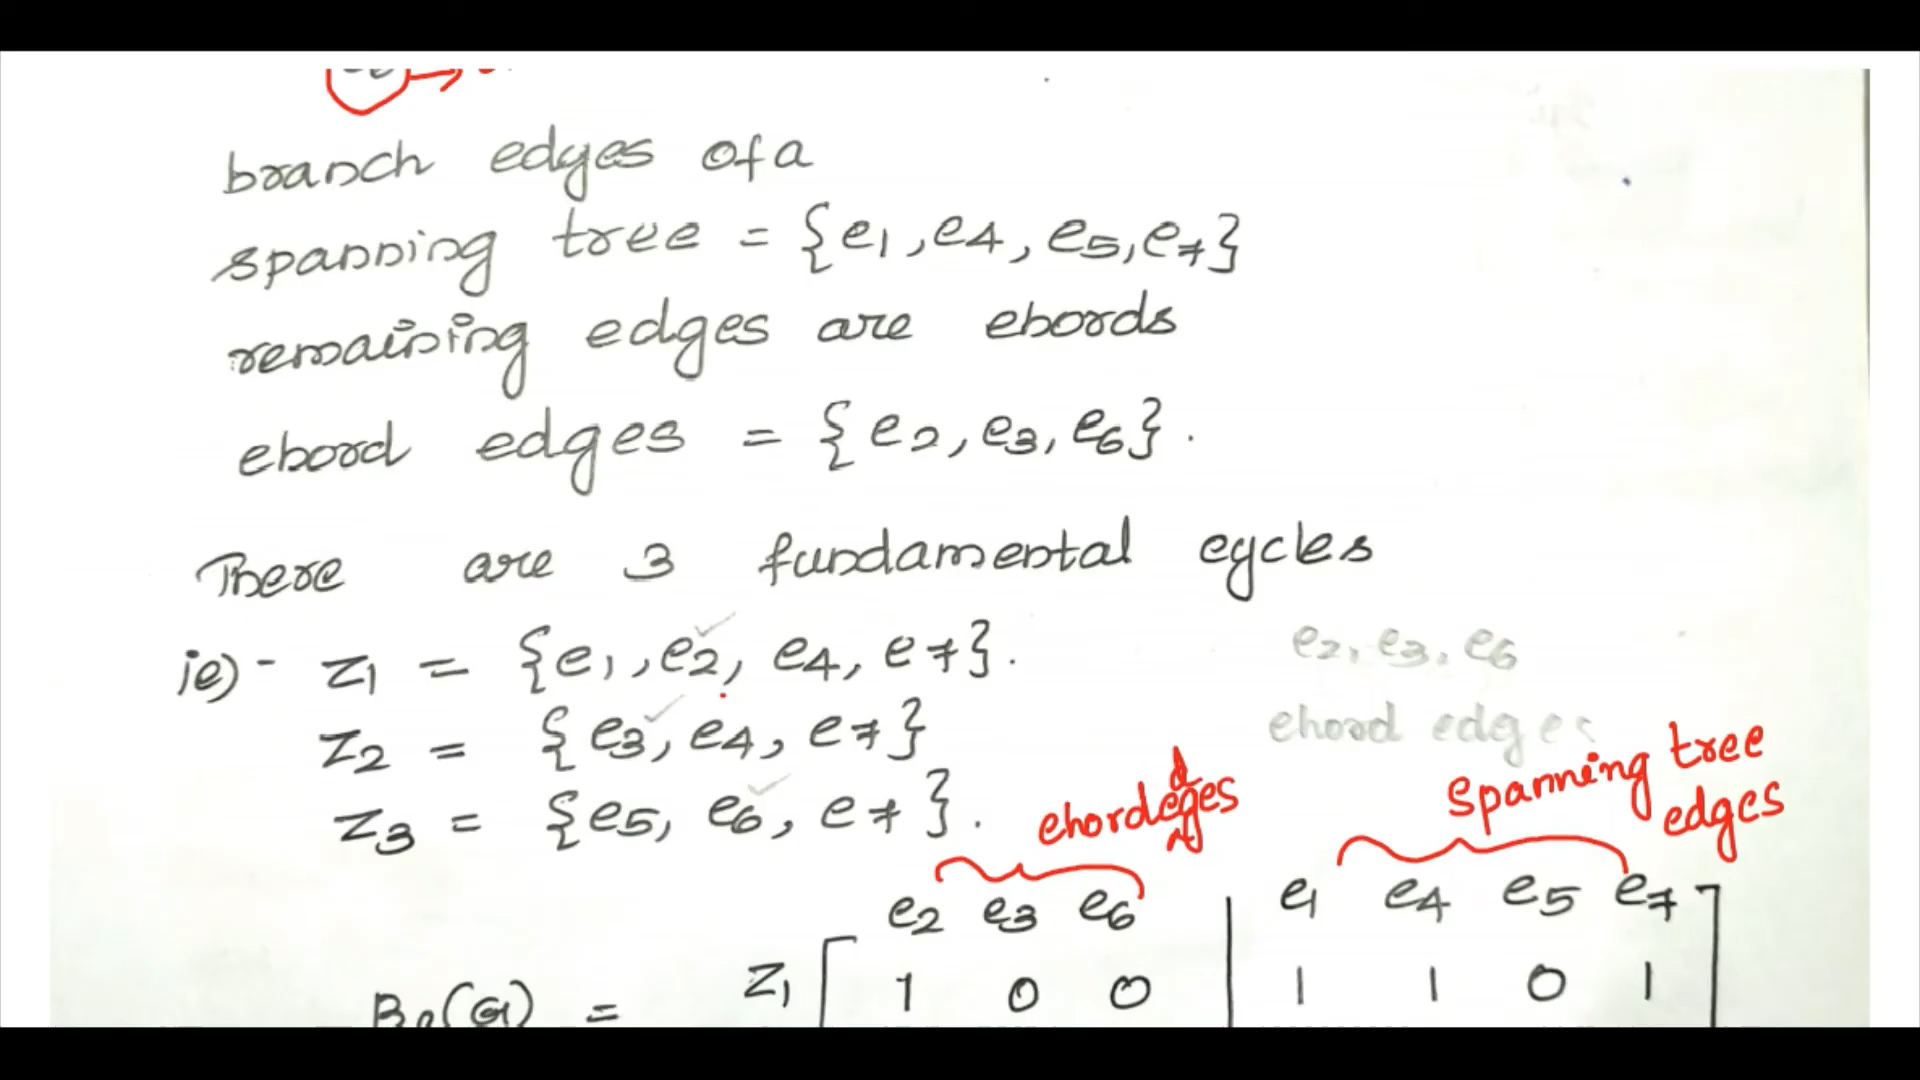 branch edges of a
spanning tree = {e1, e4, e5, e7}
remaining edges are chords
chord edges = {e2, e3, e6}.
There are 3 fundamental cycles
ie) - Z1 = {e1, e2, e4, e7}.
e2, e3, e6
Z2 = {e3, e4, e7}
chord edges
Z3 = {e5, e6, e7}.
chord edges
spanning tree
edges
e2 e3 e6 | e1 e4 e5 e7
Z1 [ 1 0 0 | 1 1 0 1 ]
(G) =